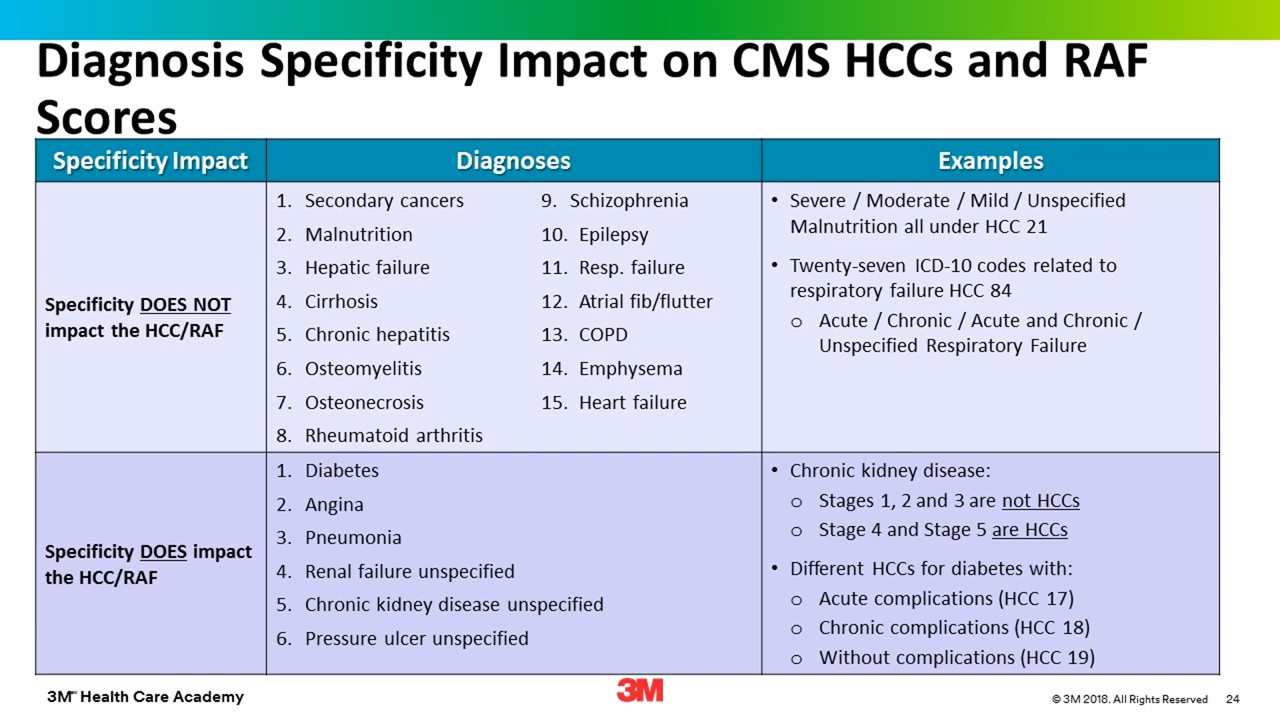 Diagnosis Specificity Impact on CMS HCCs and RAF
Scores
Specificity Impact
Diagnoses
Examples
Specificity DOES NOT
impact the HCC/RAF
1. Secondary cancers
2. Malnutrition
3. Hepatic failure
4. Cirrhosis
5. Chronic hepatitis
6. Osteomyelitis
7. Osteonecrosis
8. Rheumatoid arthritis
9. Schizophrenia
10. Epilepsy
11. Resp. failure
12. Atrial fib/flutter
13. COPD
14. Emphysema
15. Heart failure
• Severe / Moderate / Mild / Unspecified
Malnutrition all under HCC 21
• Twenty-seven ICD-10 codes related to
respiratory failure HCC 84
o Acute / Chronic / Acute and Chronic /
Unspecified Respiratory Failure
Specificity DOES impact
the HCC/RAF
1. Diabetes
2. Angina
3. Pneumonia
4. Renal failure unspecified
5. Chronic kidney disease unspecified
6. Pressure ulcer unspecified
• Chronic kidney disease:
o Stages 1, 2 and 3 are not HCCs
o Stage 4 and Stage 5 are HCCs
• Different HCCs for diabetes with:
o Acute complications (HCC 17)
o Chronic complications (HCC 18)
o Without complications (HCC 19)
3M℠ Health Care Academy
3M
© 3M 2018. All Rights Reserved
24